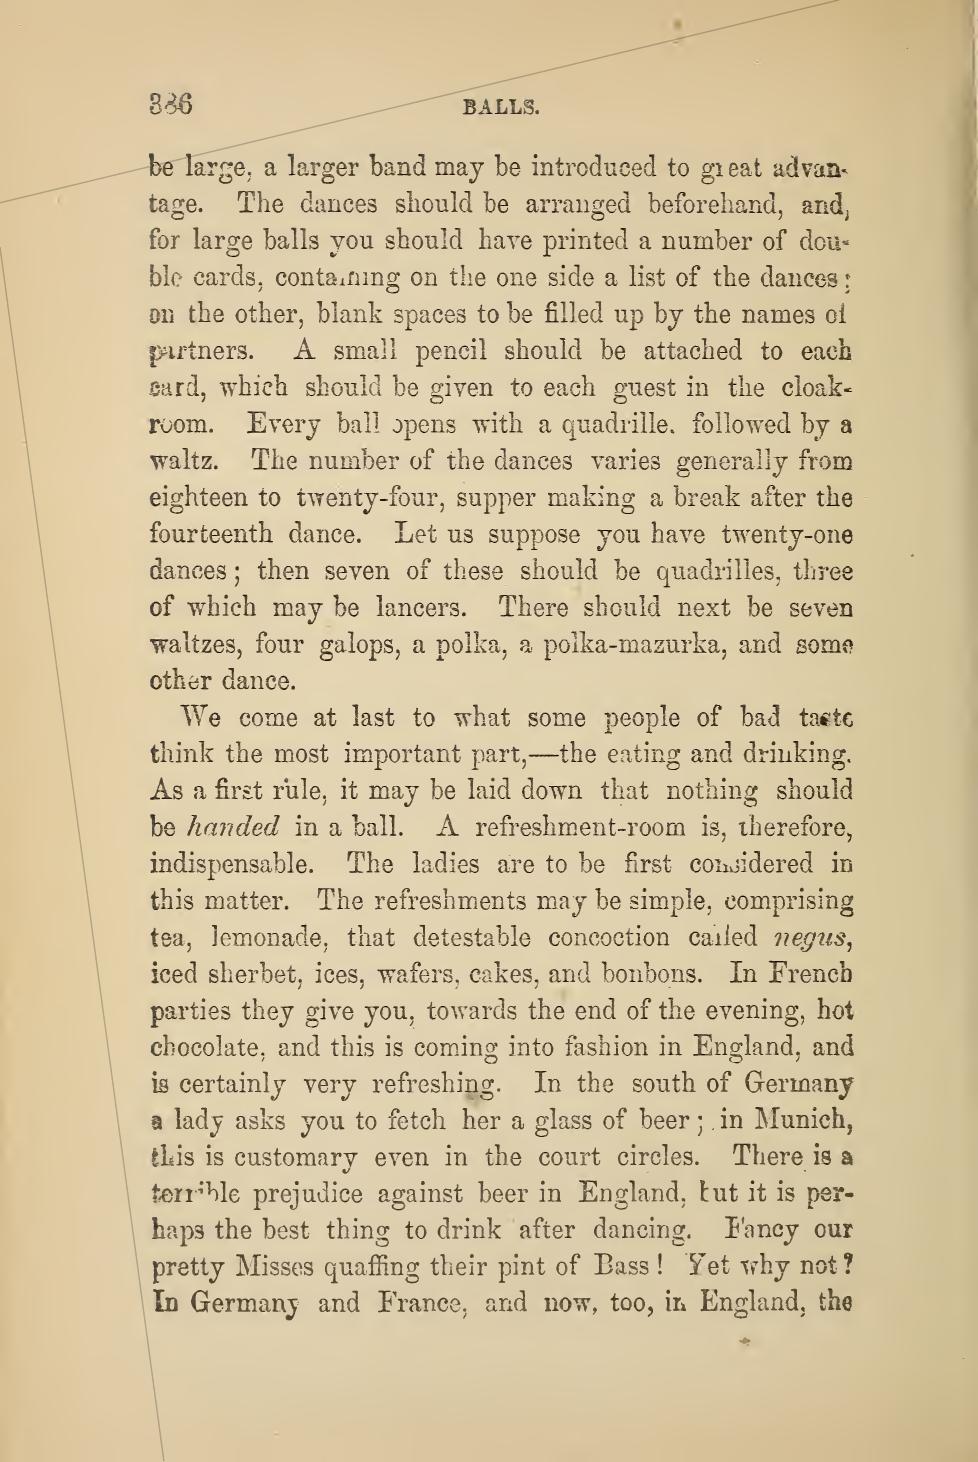 336 BALLS.
be large, a larger band may be introduced to great advan-
tage. The dances should be arranged beforehand, and,
for large balls you should have printed a number of dou-
ble cards, containing on the one side a list of the dances;
on the other, blank spaces to be filled up by the names of
partners. A small pencil should be attached to each
card, which should be given to each guest in the cloak-
room. Every ball opens with a quadrille, followed by a
waltz. The number of the dances varies generally from
eighteen to twenty-four, supper making a break after the
fourteenth dance. Let us suppose you have twenty-one
dances; then seven of these should be quadrilles, three
of which may be lancers. There should next be seven
waltzes, four galops, a polka, a polka-mazurka, and some
other dance.
We come at last to what some people of bad taste
think the most important part,—the eating and drinking.
As a first rule, it may be laid down that nothing should
be handed in a ball. A refreshment-room is, therefore,
indispensable. The ladies are to be first considered in
this matter. The refreshments may be simple, comprising
tea, lemonade, that detestable concoction called negus,
iced sherbet, ices, wafers, cakes, and bonbons. In French
parties they give you, towards the end of the evening, hot
chocolate, and this is coming into fashion in England, and
is certainly very refreshing. In the south of Germany
a lady asks you to fetch her a glass of beer; in Munich,
this is customary even in the court circles. There is a
terrible prejudice against beer in England, but it is per-
haps the best thing to drink after dancing. Fancy our
pretty Misses quaffing their pint of Bass! Yet why not?
In Germany and France, and now, too, in England, the